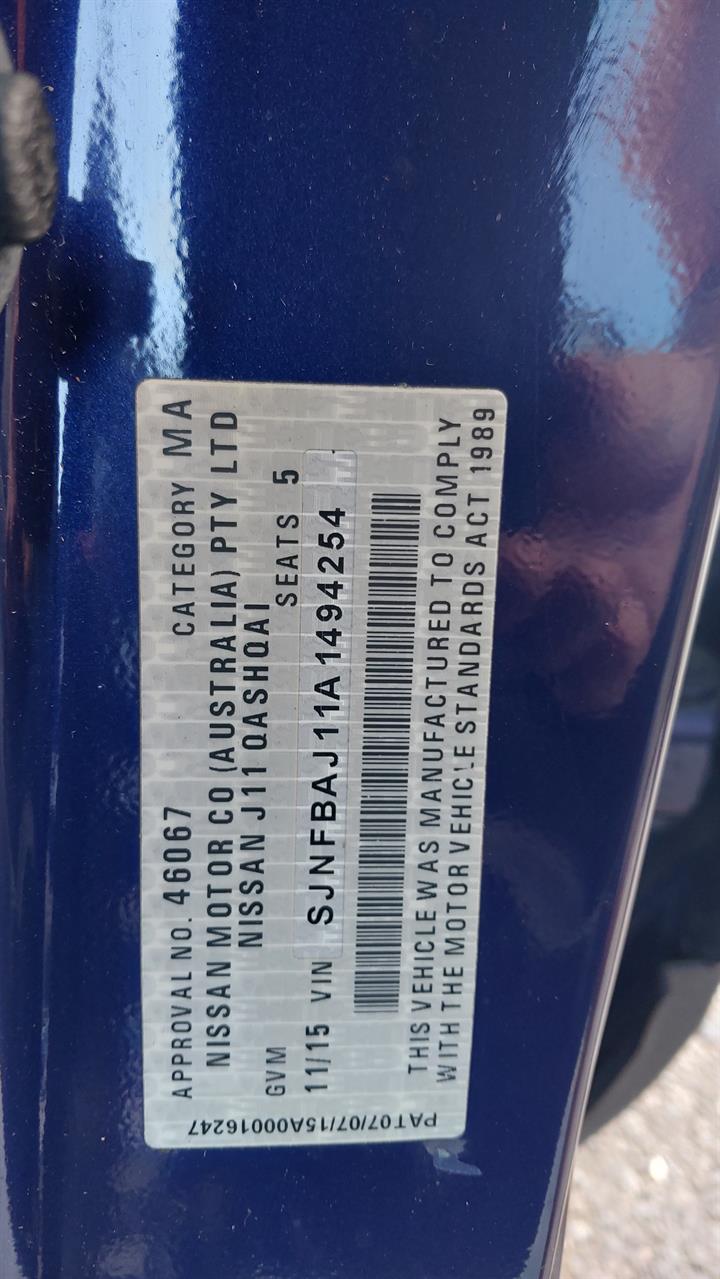 APPROVAL NO. 46067 CATEGORY MA
NISSAN MOTOR CO (AUSTRALIA) PTY LTD
NISSAN J11 QASHQAI
GVM SEATS 5
11/15 VIN SJNFBAJ11A1494254
THIS VEHICLE WAS MANUFACTURED TO COMPLY
WITH THE MOTOR VEHICLE STANDARDS ACT 1989
PAT07/07/15A00016247